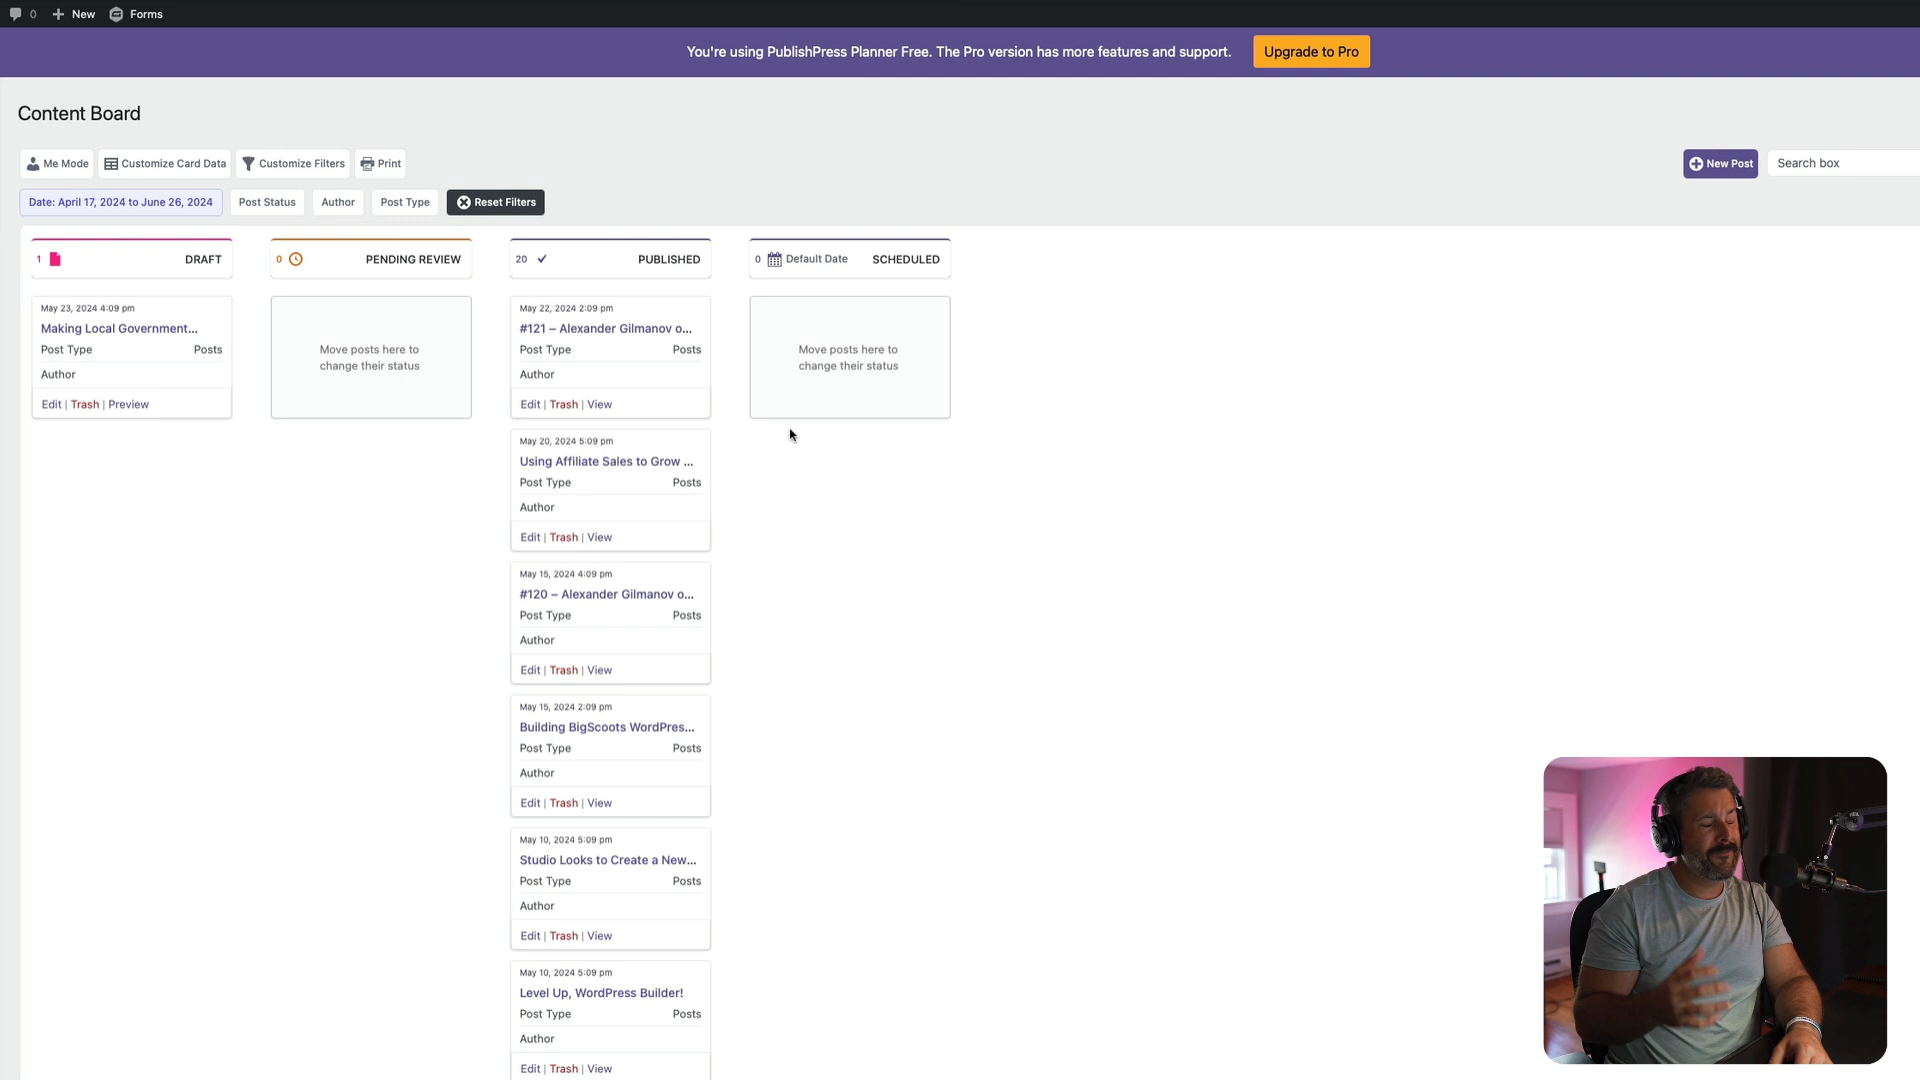 0 New Forms
You're using PublishPress Planner Free. The Pro version has more features and support. Upgrade to Pro
Content Board
Me Mode Customize Card Data Customize Filters Print New Post Search box
Date: April 17, 2024 to June 26, 2024 Post Status Author Post Type Reset Filters
1 DRAFT
May 23, 2024 4:09 pm
Making Local Government...
Post Type Posts
Author
Edit | Trash | Preview
0 PENDING REVIEW
Move posts here to
change their status
20 PUBLISHED
May 22, 2024 2:09 pm
#121 – Alexander Gilmanov o...
Post Type Posts
Author
Edit | Trash | View
May 20, 2024 5:09 pm
Using Affiliate Sales to Grow ...
Post Type Posts
Author
Edit | Trash | View
May 15, 2024 4:09 pm
#120 – Alexander Gilmanov o...
Post Type Posts
Author
Edit | Trash | View
May 15, 2024 2:09 pm
Building BigScoots WordPres...
Post Type Posts
Author
Edit | Trash | View
May 10, 2024 5:09 pm
Studio Looks to Create a New...
Post Type Posts
Author
Edit | Trash | View
May 10, 2024 5:09 pm
Level Up, WordPress Builder!
Post Type Posts
Author
Edit | Trash | View
0 Default Date SCHEDULED
Move posts here to
change their status